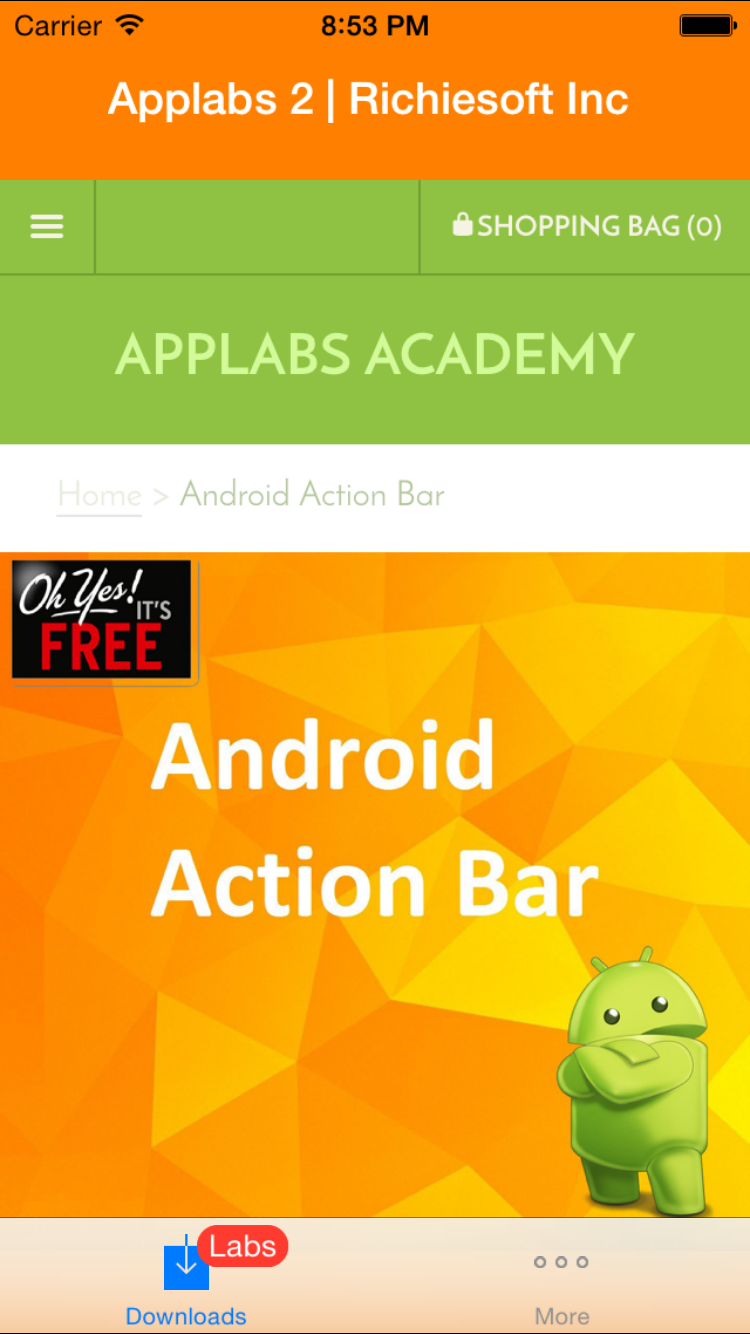 Carrier 8:53 PM
Applabs 2 | Richiesoft Inc
SHOPPING BAG (0)
APPLABS ACADEMY
Home > Android Action Bar
Oh Yes!
IT'S
FREE
Android
Action Bar
Labs
Downloads
More